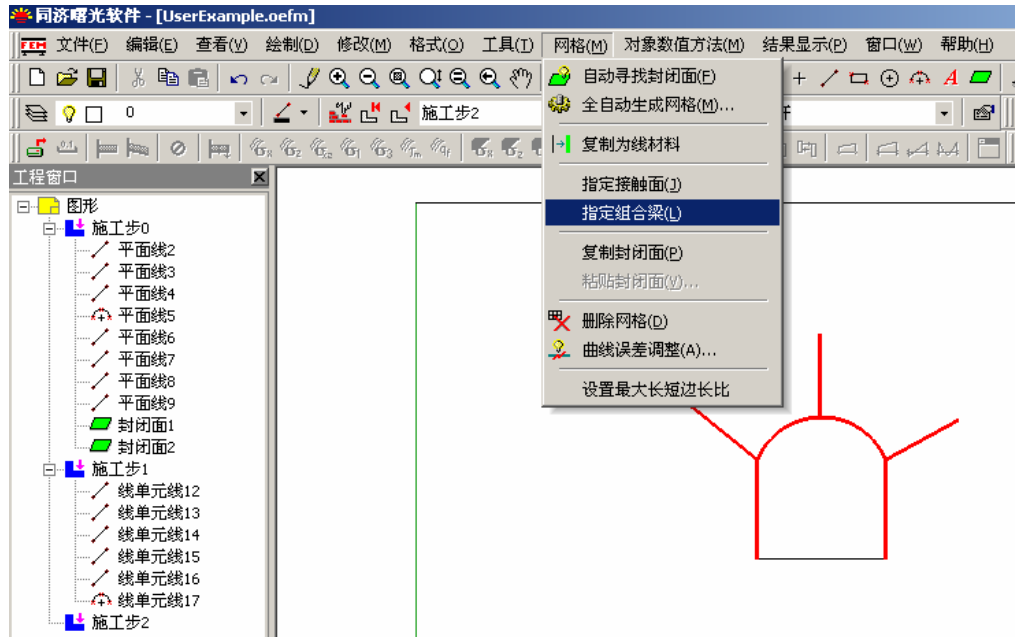 同济曙光软件 - [UserExample.oefm]
文件(F) 编辑(E) 查看(V) 绘制(D) 修改(M) 格式(O) 工具(T) 网格(M) 对象数值方法(M) 结果显示(P) 窗口(W) 帮助(H)
自动寻找封闭面(F)
全自动生成网格(M)...
0 施工步2
复制为线材料
工程窗口
指定接触面(J)
图形
指定组合梁(L)
施工步0
平面线2
复制封闭面(P)
平面线3
粘贴封闭面(V)...
平面线4
平面线5
删除网格(D)
平面线6
曲线误差调整(A)...
平面线7
平面线8
设置最大长短边长比
平面线9
封闭面1
封闭面2
施工步1
线单元线12
线单元线13
线单元线14
线单元线15
线单元线16
线单元线17
施工步2